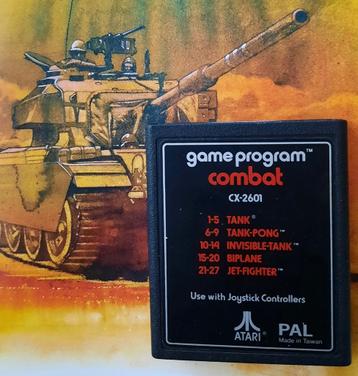 game program™
combat
CX-2601
1-5 TANK®
6-9 TANK-PONG™
10-14 INVISIBLE-TANK™
15-20 BIPLANE
21-27 JET-FIGHTER™
Use with Joystick Controllers
ATARI® PAL
Made in Taiwan